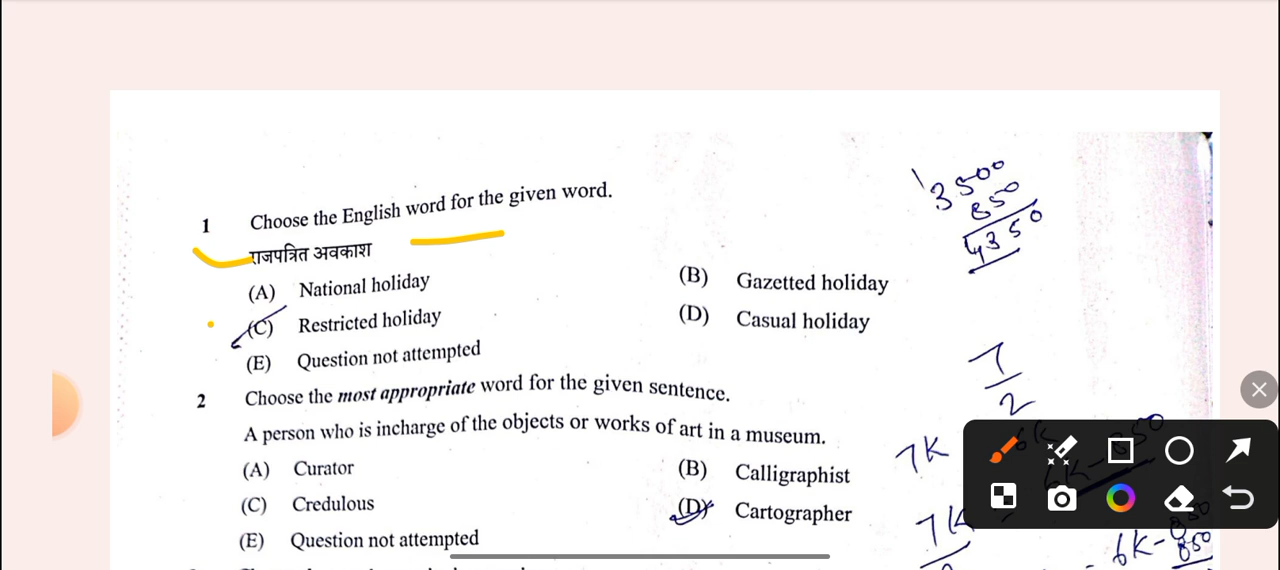 1 Choose the English word for the given word.
राजपत्रित अवकाश
(A) National holiday (B) Gazetted holiday
(C) Restricted holiday (D) Casual holiday
(E) Question not attempted
2 Choose the most appropriate word for the given sentence.
A person who is incharge of the objects or works of art in a museum.
(A) Curator (B) Calligraphist
(C) Credulous (D) Cartographer
(E) Question not attempted
3500
850
4350
7
2
7K
7K
6K-850
850